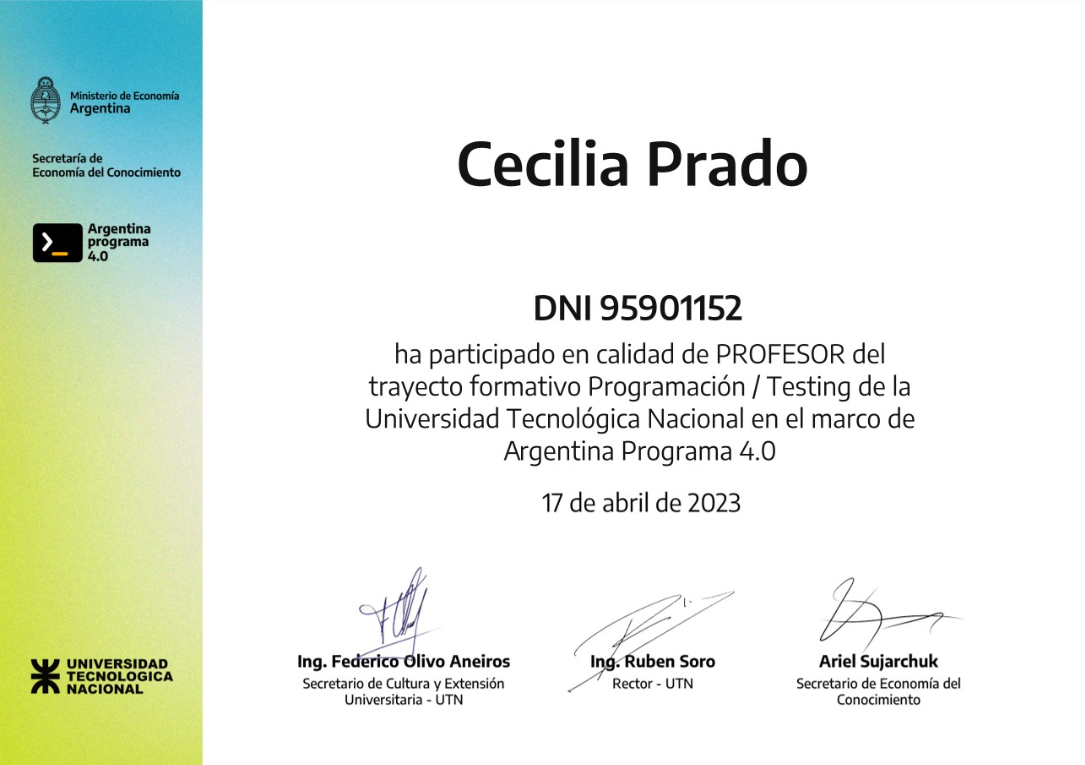 Ministerio de Economía
Argentina
Secretaría de
Economía del Conocimiento
Argentina
programa
4.0
Cecilia Prado
DNI 95901152
ha participado en calidad de PROFESOR del
trayecto formativo Programación / Testing de la
Universidad Tecnológica Nacional en el marco de
Argentina Programa 4.0
17 de abril de 2023
Ing. Federico Olivo Aneiros
Secretario de Cultura y Extensión
Universitaria - UTN
Ing. Ruben Soro
Rector - UTN
Ariel Sujarchuk
Secretario de Economía del
Conocimiento
UNIVERSIDAD
TECNOLOGICA
NACIONAL